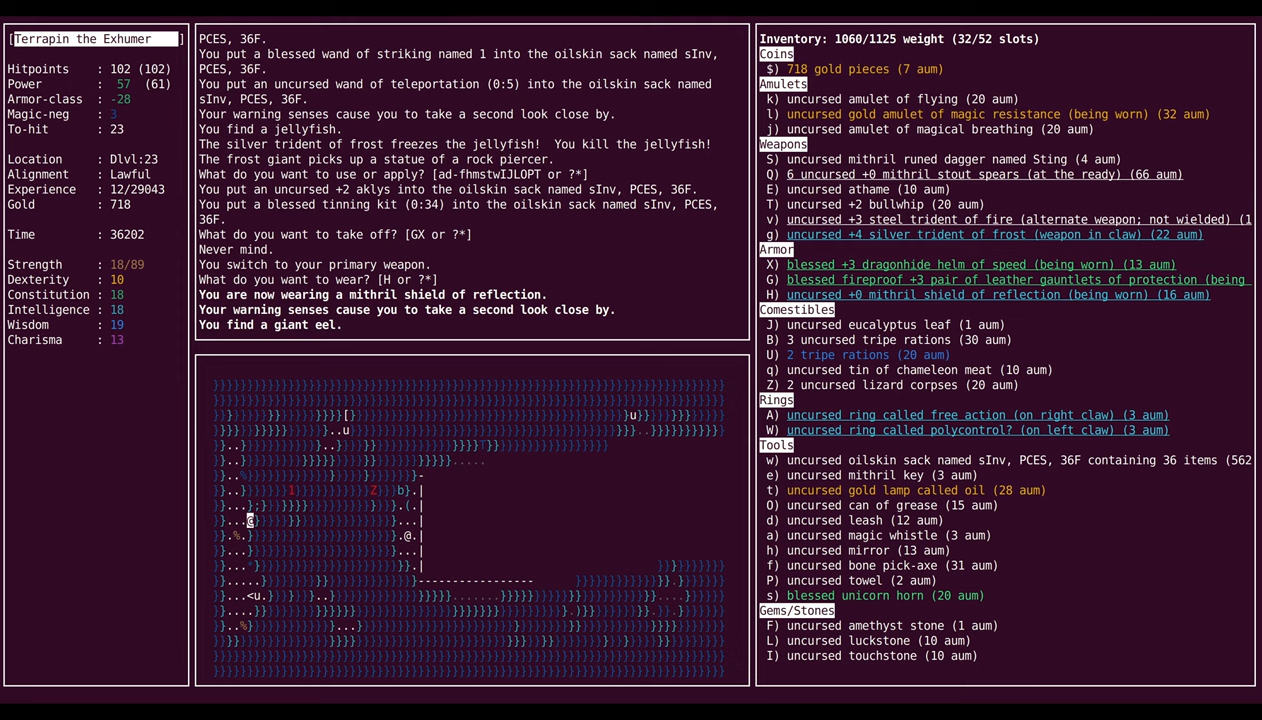 [Terrapin the Exhumer ]
Hitpoints : 102 (102)
Power : 57 (61)
Armor-class : -28
Magic-neg : 3
To-hit : 23
Location : Dlvl:23
Alignment : Lawful
Experience : 12/29043
Gold : 718
Time : 36202
Strength : 18/89
Dexterity : 10
Constitution : 18
Intelligence : 18
Wisdom : 19
Charisma : 13
PCES, 36F.
You put a blessed wand of striking named 1 into the oilskin sack named sInv,
PCES, 36F.
You put an uncursed wand of teleportation (0:5) into the oilskin sack named
sInv, PCES, 36F.
Your warning senses cause you to take a second look close by.
You find a jellyfish.
The silver trident of frost freezes the jellyfish! You kill the jellyfish!
The frost giant picks up a statue of a rock piercer.
What do you want to use or apply? [ad-fhmstwIJLOPT or ?*]
You put an uncursed +2 aklys into the oilskin sack named sInv, PCES, 36F.
You put a blessed tinning kit (0:34) into the oilskin sack named sInv, PCES,
36F.
What do you want to take off? [GX or ?*]
Never mind.
You switch to your primary weapon.
What do you want to wear? [H or ?*]
You are now wearing a mithril shield of reflection.
Your warning senses cause you to take a second look close by.
You find a giant eel.
Inventory: 1060/1125 weight (32/52 slots)
Coins
$) 718 gold pieces (7 aum)
Amulets
k) uncursed amulet of flying (20 aum)
l) uncursed gold amulet of magic resistance (being worn) (32 aum)
j) uncursed amulet of magical breathing (20 aum)
Weapons
S) uncursed mithril runed dagger named Sting (4 aum)
Q) 6 uncursed +0 mithril stout spears (at the ready) (66 aum)
E) uncursed athame (10 aum)
T) uncursed +2 bullwhip (20 aum)
v) uncursed +3 steel trident of fire (alternate weapon; not wielded) (1
g) uncursed +4 silver trident of frost (weapon in claw) (22 aum)
Armor
X) blessed +3 dragonhide helm of speed (being worn) (13 aum)
G) blessed fireproof +3 pair of leather gauntlets of protection (being
H) uncursed +0 mithril shield of reflection (being worn) (16 aum)
Comestibles
J) uncursed eucalyptus leaf (1 aum)
B) 3 uncursed tripe rations (30 aum)
U) 2 tripe rations (20 aum)
q) uncursed tin of chameleon meat (10 aum)
Z) 2 uncursed lizard corpses (20 aum)
Rings
A) uncursed ring called free action (on right claw) (3 aum)
W) uncursed ring called polycontrol? (on left claw) (3 aum)
Tools
w) uncursed oilskin sack named sInv, PCES, 36F containing 36 items (562
e) uncursed mithril key (3 aum)
t) uncursed gold lamp called oil (28 aum)
O) uncursed can of grease (15 aum)
d) uncursed leash (12 aum)
a) uncursed magic whistle (3 aum)
h) uncursed mirror (13 aum)
f) uncursed bone pick-axe (31 aum)
P) uncursed towel (2 aum)
s) blessed unicorn horn (20 aum)
Gems/Stones
F) uncursed amethyst stone (1 aum)
L) uncursed luckstone (10 aum)
I) uncursed touchstone (10 aum)